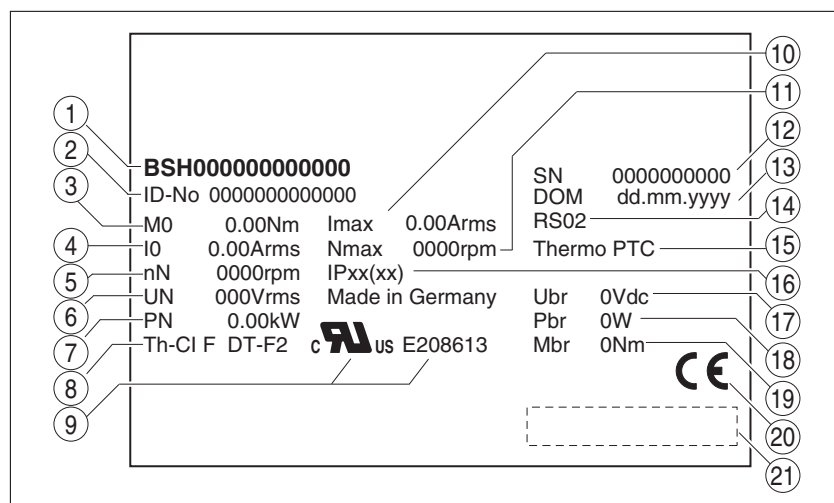 1
2
3
4
5
6
7
8
9
10
11
12
13
14
15
16
17
18
19
20
21
BSH000000000000
ID-No 0000000000000
M0 0.00Nm
I0 0.00Arms
nN 0000rpm
UN 000Vrms
PN 0.00kW
Th-Cl F DT-F2
Imax 0.00Arms
Nmax 0000rpm
IPxx(xx)
Made in Germany
c RU US E208613
SN 0000000000
DOM dd.mm.yyyy
RS02
Thermo PTC
Ubr 0Vdc
Pbr 0W
Mbr 0Nm
CE